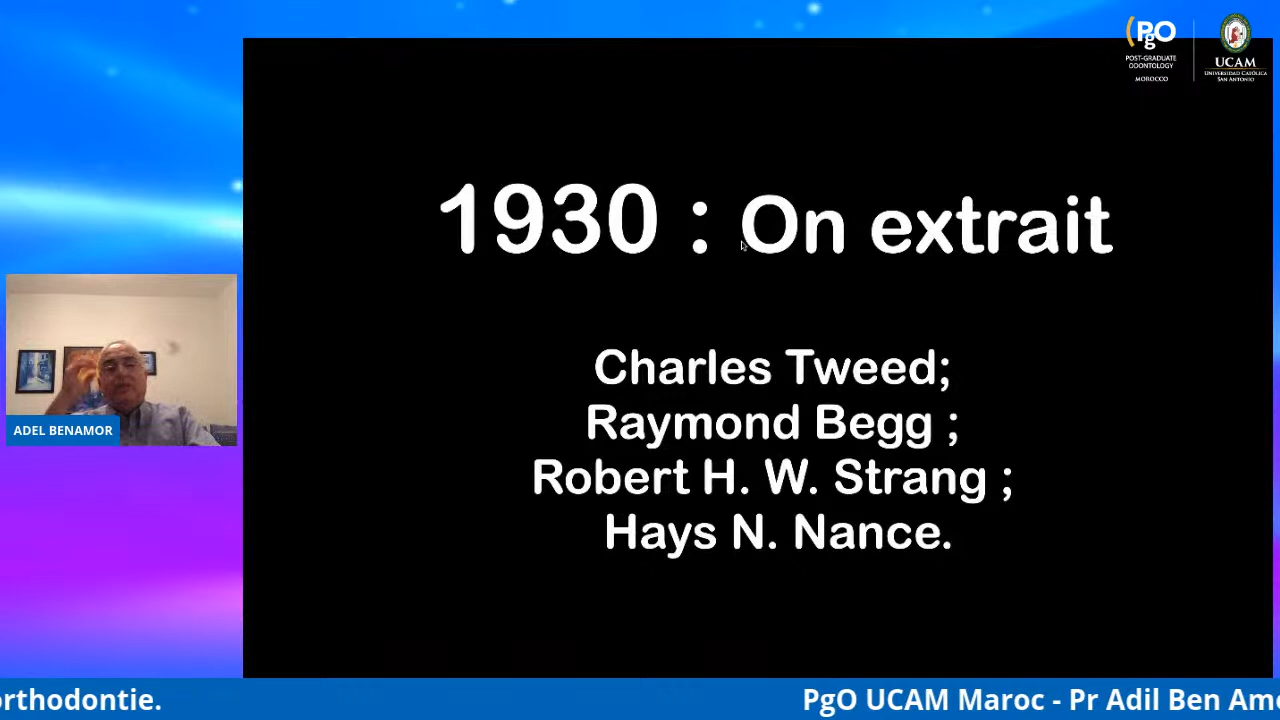 PgO
POST-GRADUATE
ODONTOLOGY
MOROCCO
UCAM
UNIVERSIDAD CATÓLICA
SAN ANTONIO
1930 : On extrait
Charles Tweed;
Raymond Begg ;
Robert H. W. Strang ;
Hays N. Nance.
ADEL BENAMOR
orthodontie.
PgO UCAM Maroc - Pr Adil Ben Am